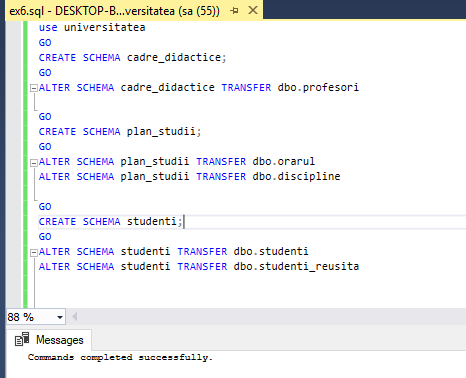 ex6.sql - DESKTOP-B...versitatea (sa (55))
use universitatea
GO
CREATE SCHEMA cadre_didactice;
GO
ALTER SCHEMA cadre_didactice TRANSFER dbo.profesori
GO
CREATE SCHEMA plan_studii;
GO
ALTER SCHEMA plan_studii TRANSFER dbo.orarul
ALTER SCHEMA plan_studii TRANSFER dbo.discipline
GO
CREATE SCHEMA studenti;
GO
ALTER SCHEMA studenti TRANSFER dbo.studenti
ALTER SCHEMA studenti TRANSFER dbo.studenti_reusita
88 %
Messages
Commands completed successfully.